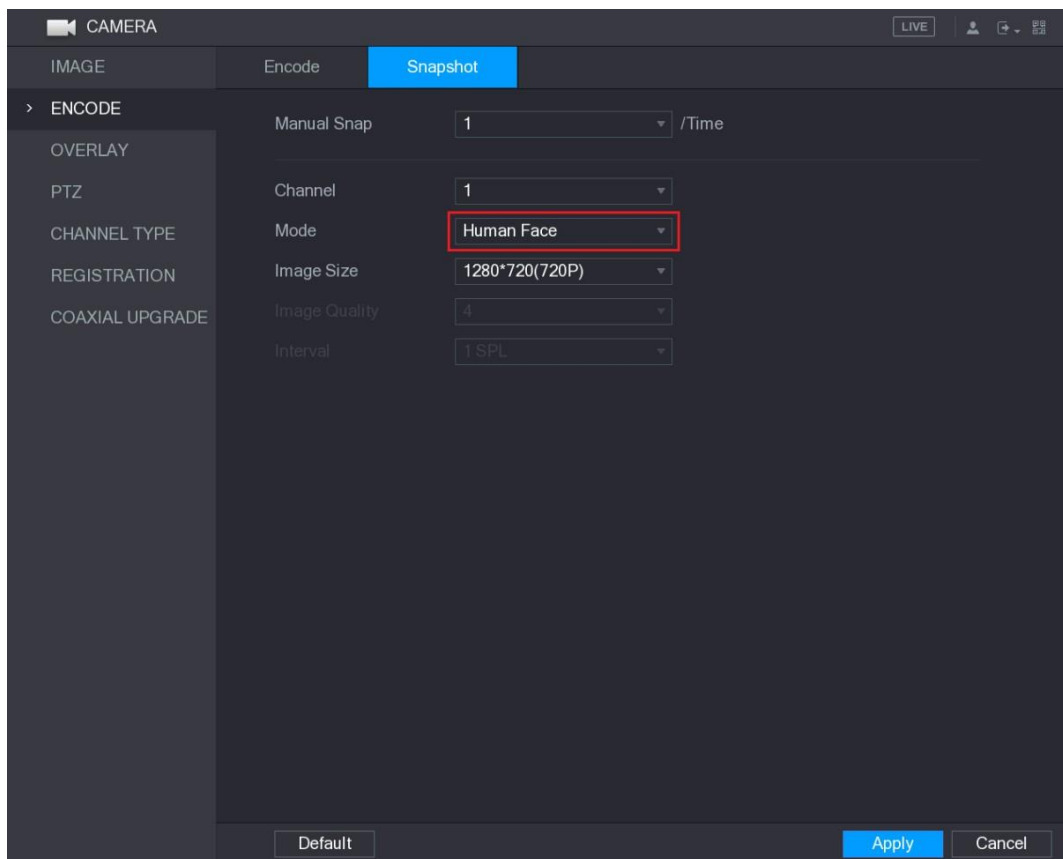 CAMERA
LIVE
IMAGE
Encode
Snapshot
ENCODE
Manual Snap
1
/Time
OVERLAY
PTZ
Channel
1
CHANNEL TYPE
Mode
Human Face
REGISTRATION
Image Size
1280*720(720P)
COAXIAL UPGRADE
Image Quality
4
Interval
1 SPL
Default
Apply
Cancel